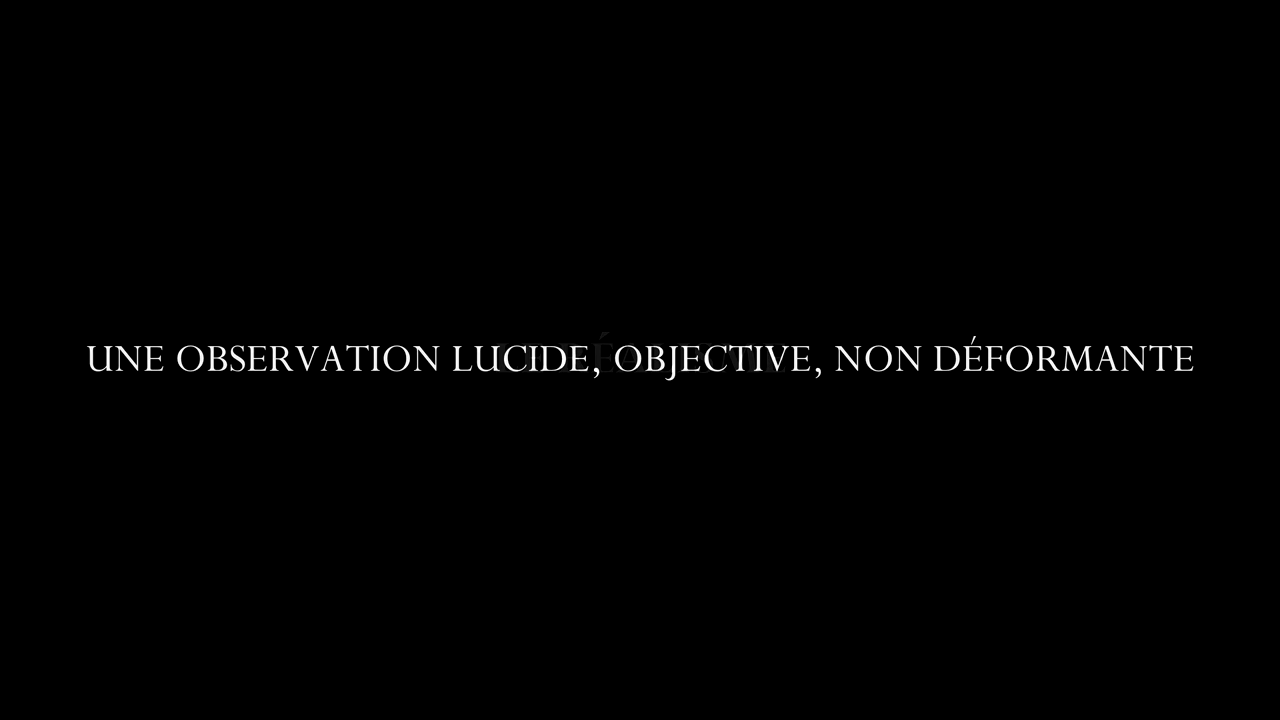 UNE OBSERVATION LUCIDE, OBJECTIVE, NON DÉFORMANTE